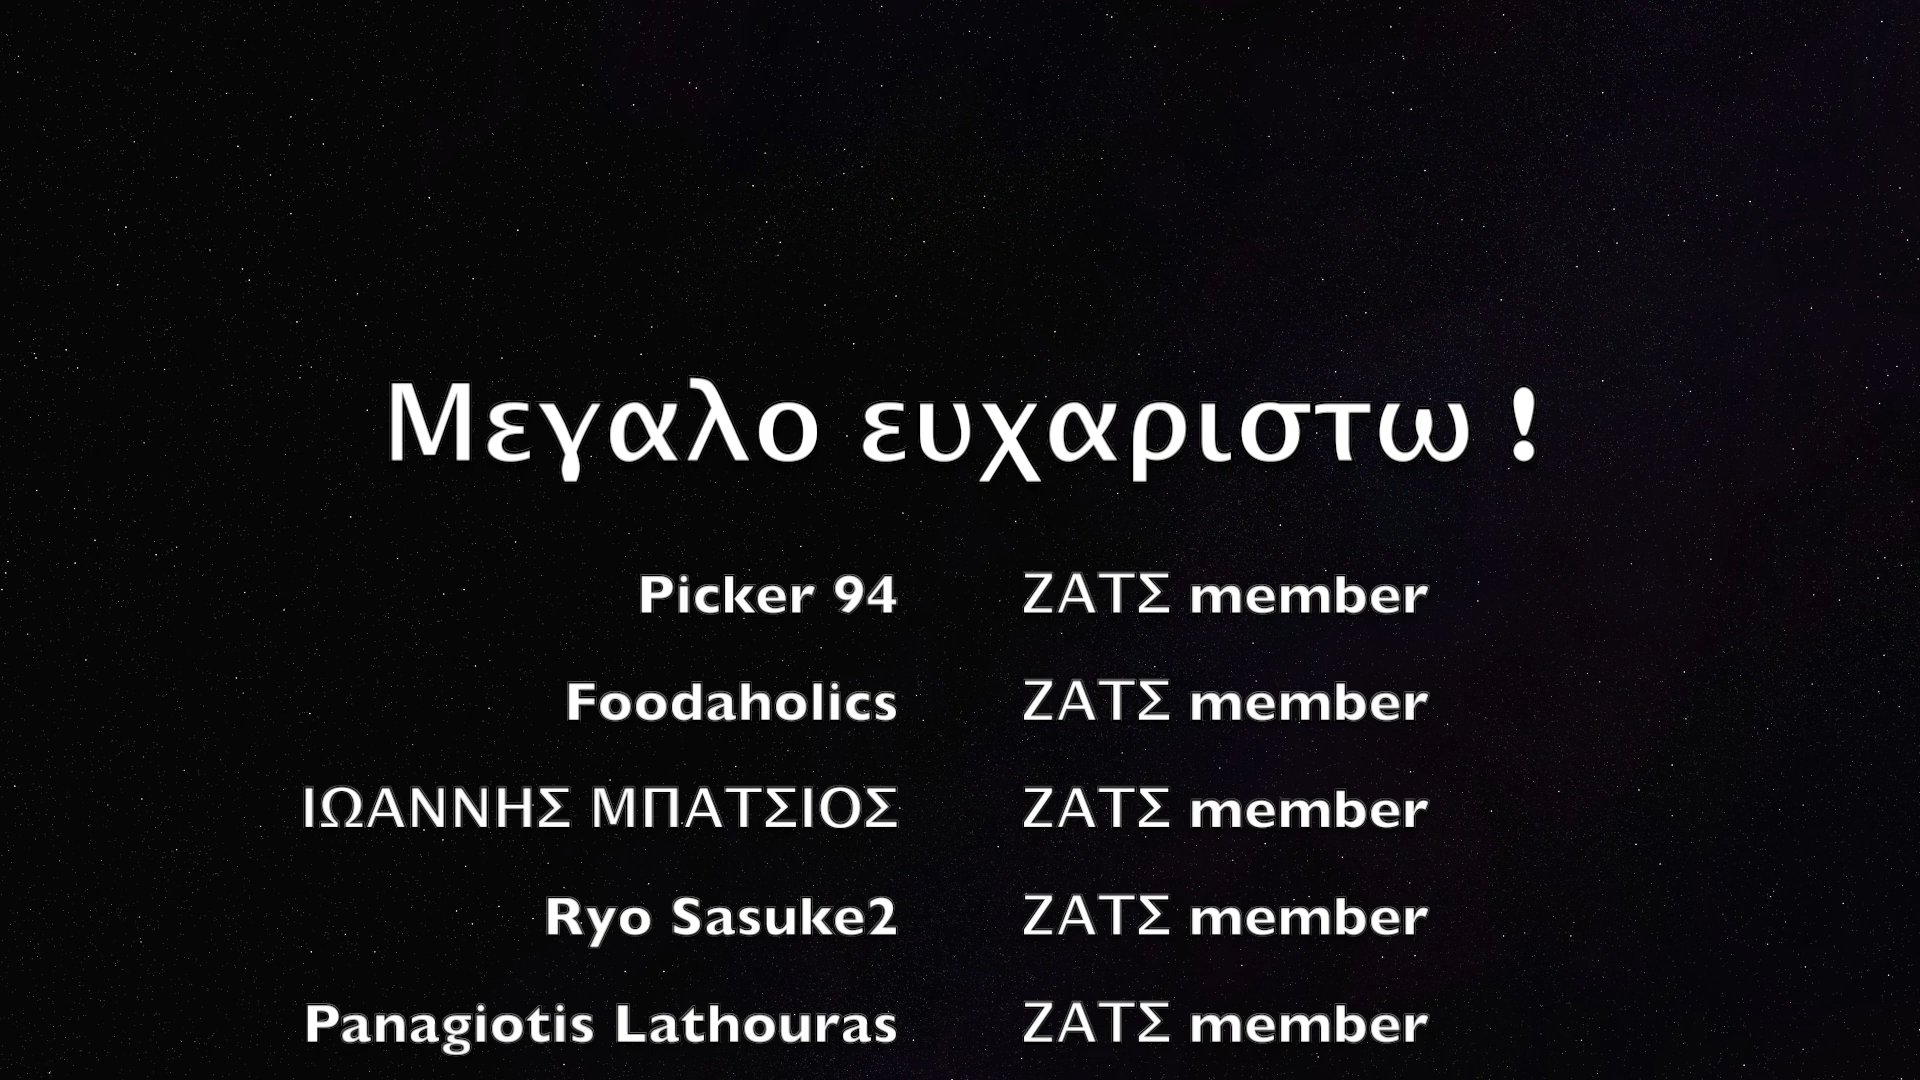 Μεγαλο ευχαριστω !
Picker 94 ΖΑΤΣ member
Foodaholics ΖΑΤΣ member
ΙΩΑΝΝΗΣ ΜΠΑΤΣΙΟΣ ΖΑΤΣ member
Ryo Sasuke2 ΖΑΤΣ member
Panagiotis Lathouras ΖΑΤΣ member